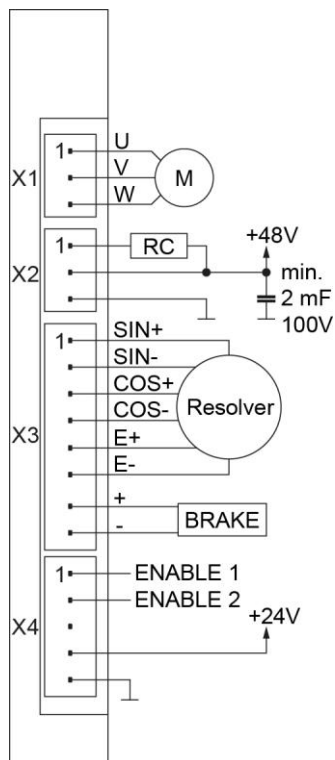 U
1
V
X1
M
W
1
RC
+48V
X2
min.
2 mF
100V
SIN+
1
SIN-
COS+
COS-
Resolver
E+
X3
E-
+
-
BRAKE
1
ENABLE 1
ENABLE 2
X4
+24V